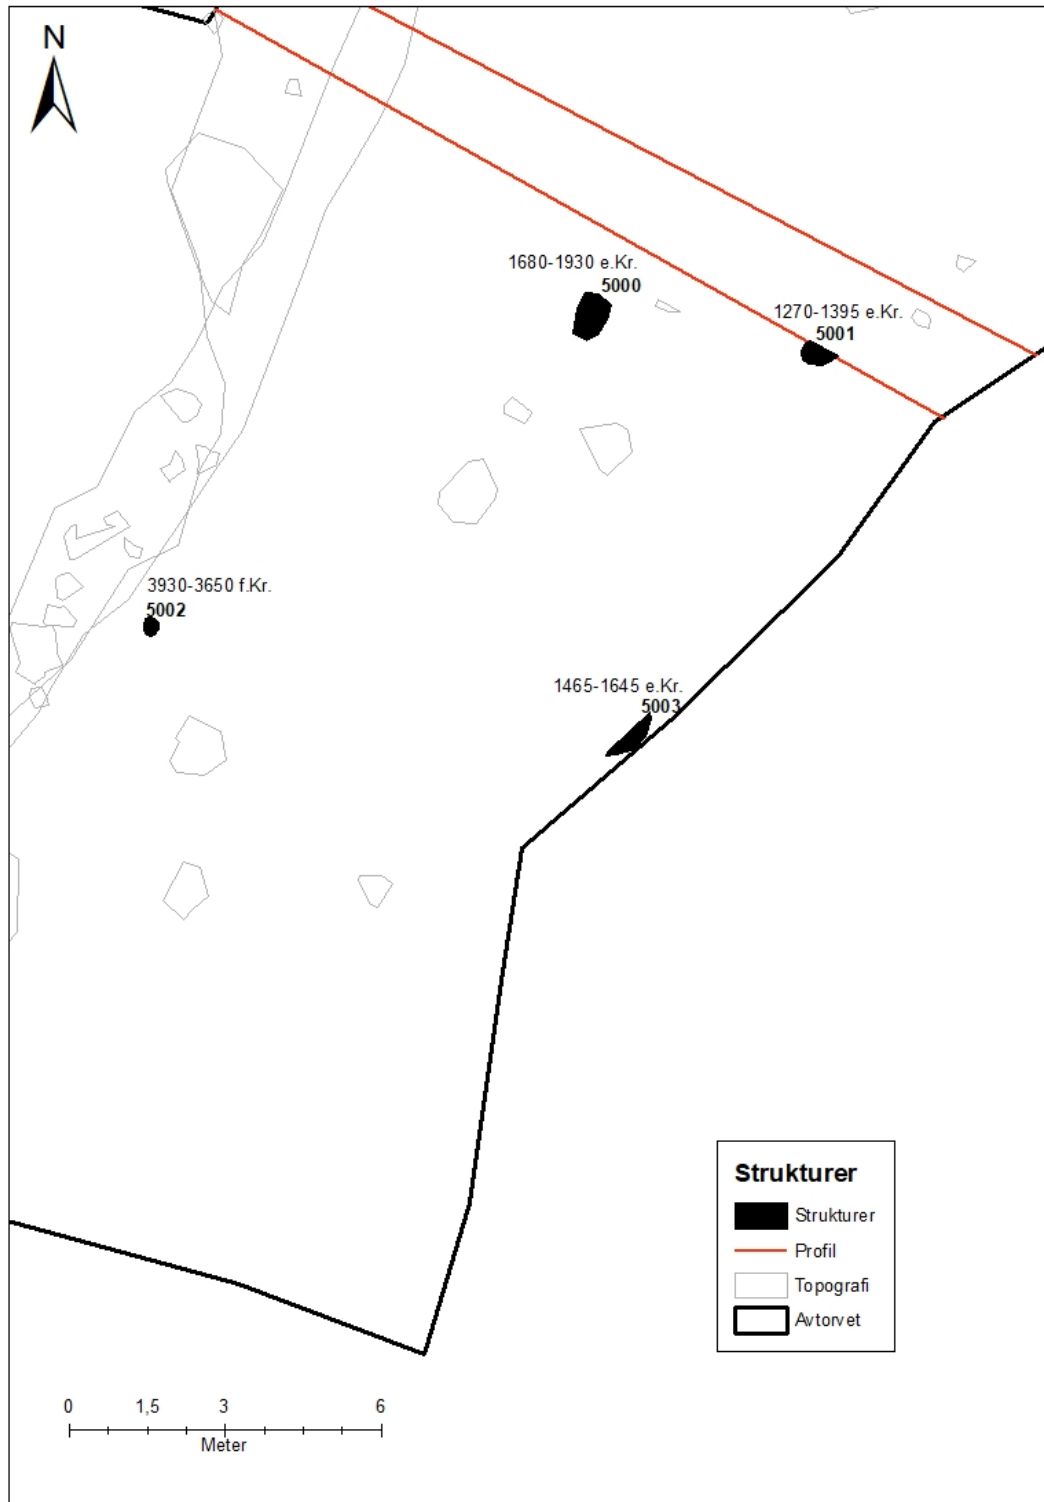 N
1680-1930 e.Kr.
5000
1270-1395 e.Kr.
5001
3930-3650 f.Kr.
5002
1465-1645 e.Kr.
5003
Strukturer
Strukturer
Profil
Topografi
Avtorvet
0 1,5 3 6
Meter